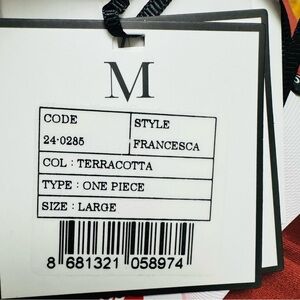 M
CODE STYLE
24-0285 FRANCESCA
COL : TERRACOTTA
TYPE : ONE PIECE
SIZE : LARGE
8 681321 058974